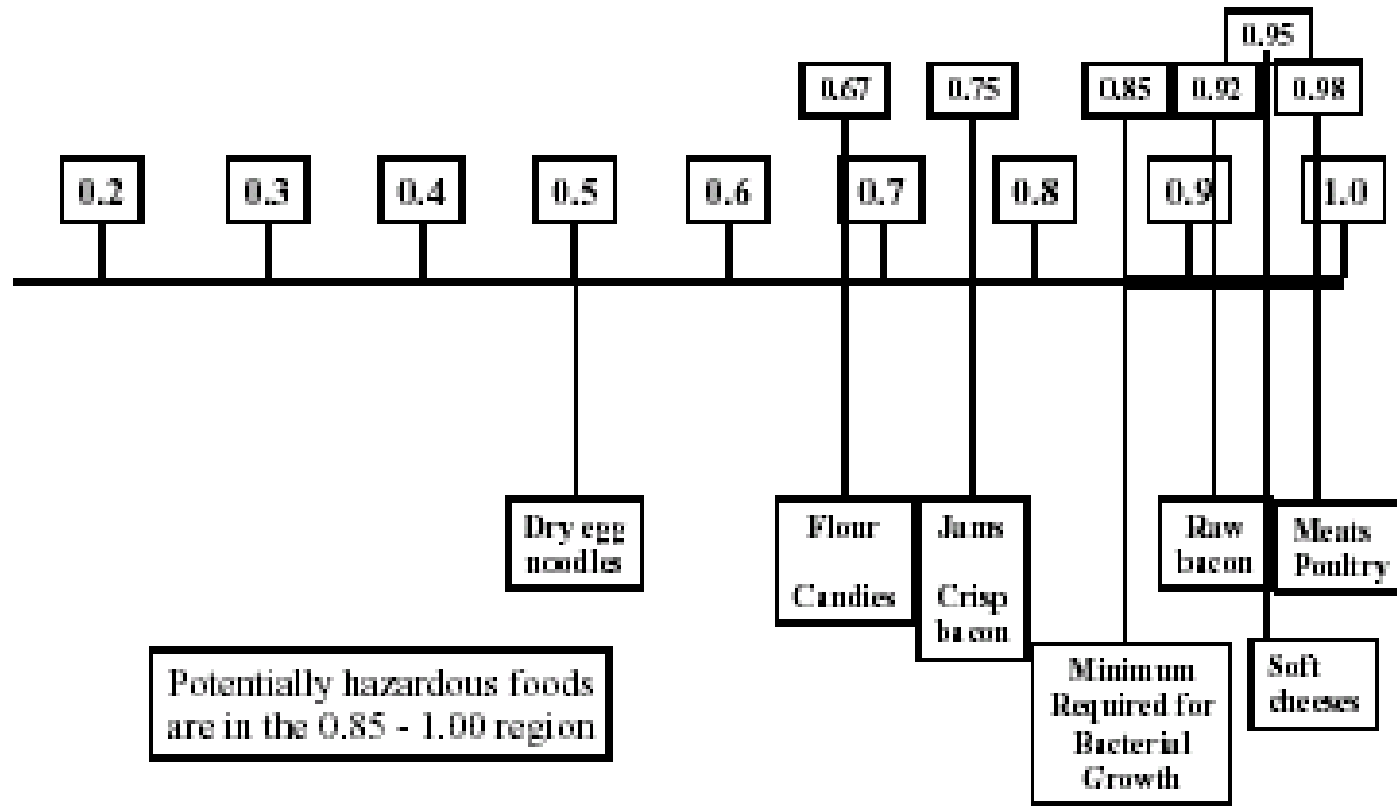 0.95
0.67
0.75
0.85
0.92
0.98
0.2
0.3
0.4
0.5
0.6
0.7
0.8
0.9
1.0
Dry egg
noodles
Flour
Candies
Jams
Crisp
bacon
Raw
bacon
Meats
Poultry
Minimum
Required for
Bacterial
Growth
Soft
cheeses
Potentially hazardous foods
are in the 0.85 - 1.00 region